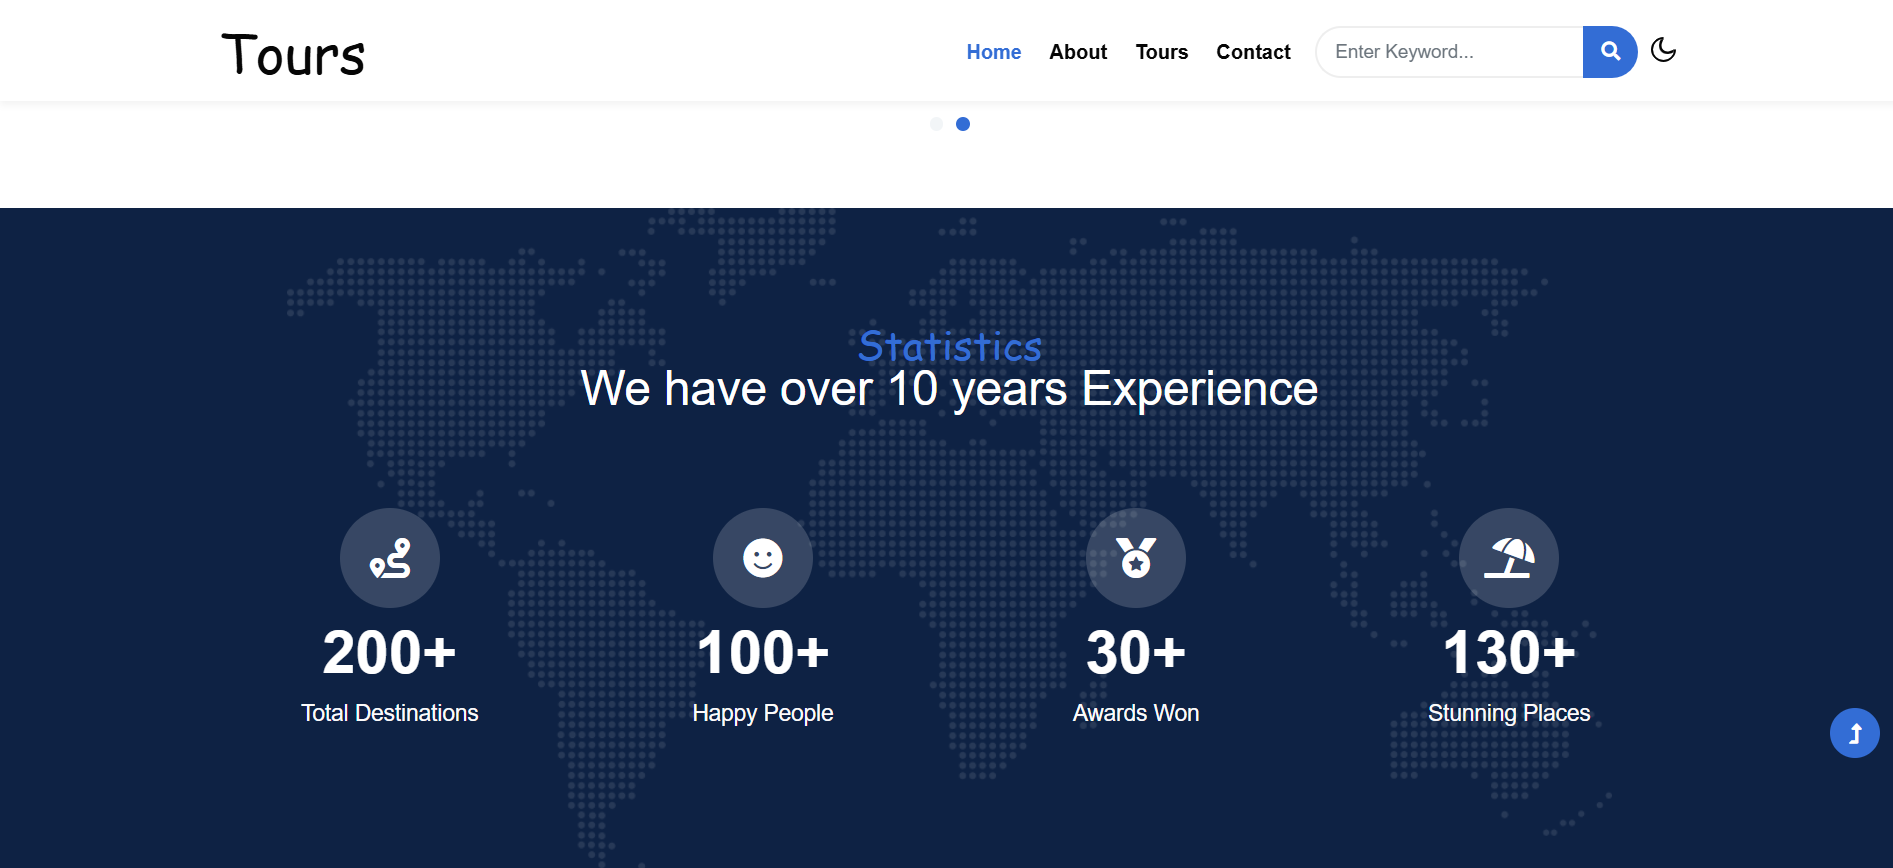 Tours
Home About Tours Contact Enter Keyword...
Statistics
We have over 10 years Experience
200+ 100+ 30+ 130+
Total Destinations Happy People Awards Won Stunning Places